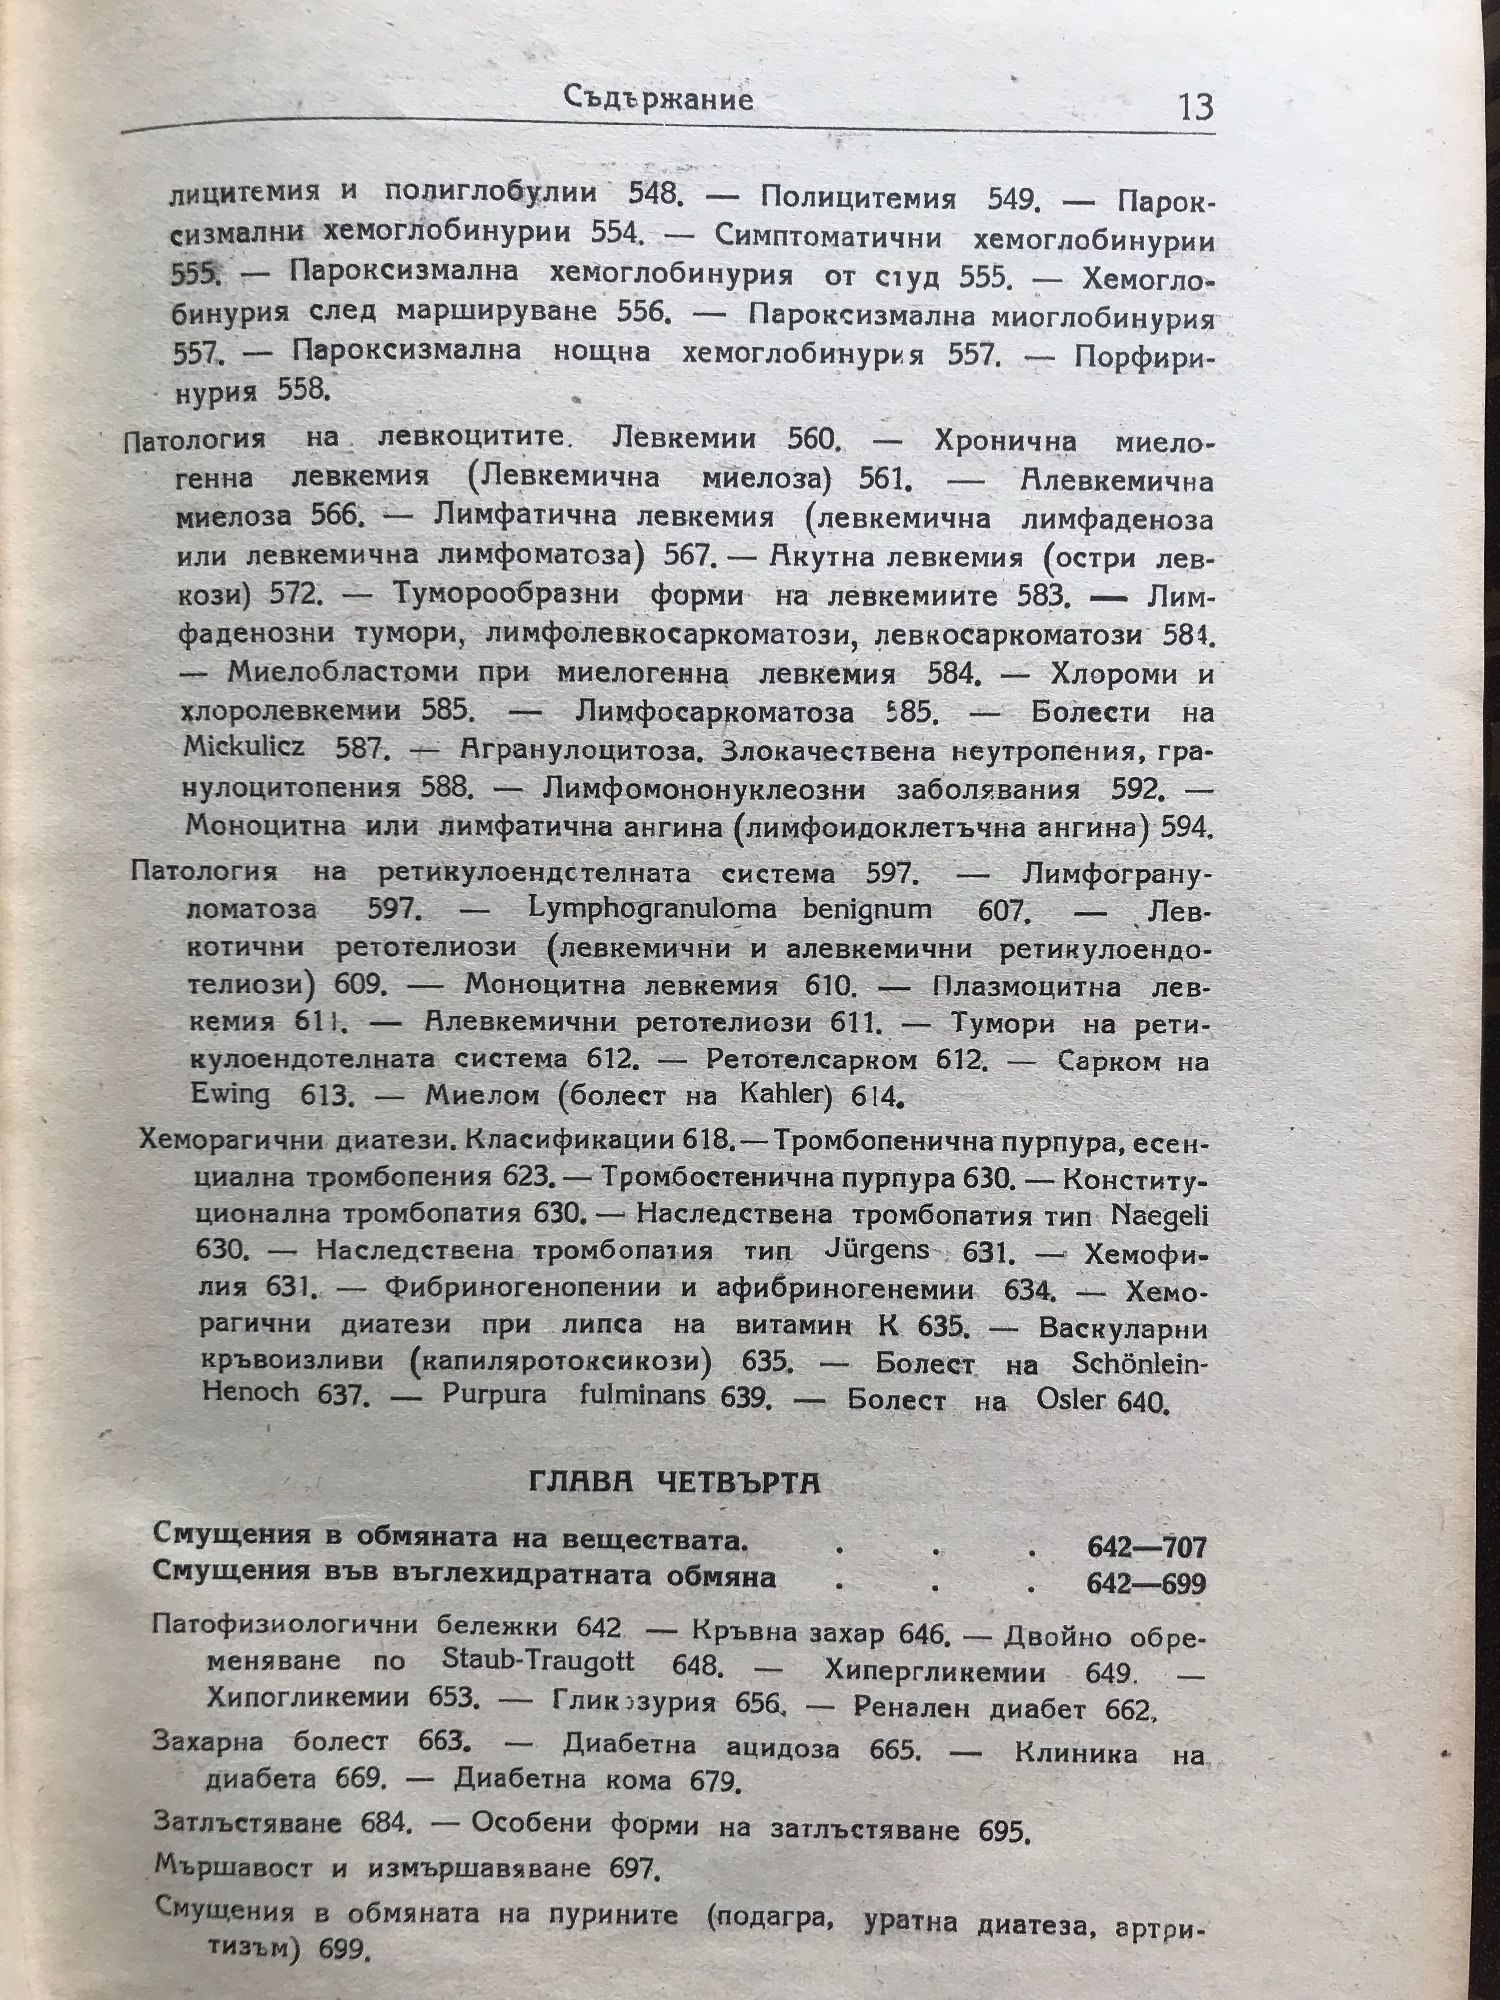 Съдържание 13
лицитемия и полиглобулии 548. — Полицитемия 549. — Парок-
сизмални хемоглобинурии 554. — Симптоматични хемоглобинурии
555. — Пароксизмална хемоглобинурия от студ 555. — Хемогло-
бинурия след марширувaне 556. — Пароксизмална миоглобинурия
557. — Пароксизмална нощна хемоглобинурия 557. — Порфири-
нурия 558.
Патология на левкоцитите. Левкемии 560. — Хронична миело-
генна левкемия (Левкемична миелоза) 561. — Алевкемична
миелоза 566. — Лимфатична левкемия (левкемична лимфаденоза
или левкемична лимфоматоза) 567. — Акутна левкемия (остри лев-
кози) 572. — Туморообразни форми на левкемиите 583. — Лим-
фаденозни тумори, лимфолевкосаркоматози, левкосаркоматози 584.
— Миелобластоми при миелогенна левкемия 584. — Хлороми и
хлоролевкемии 585. — Лимфосаркоматоза 585. — Болести на
Mickulicz 587. — Агранулоцитоза. Злокачествена неутропения, гра-
нулоцитопения 588. — Лимфомононуклеозни заболявания 592. —
Моноцитна или лимфатична ангина (лимфоидоклетъчна ангина) 594.
Патология на ретикулоендотелната система 597. — Лимфограну-
ломатоза 597. — Lymphogranuloma benignum 607. — Лев-
котични ретотелиози (левкемични и алевкемични ретикулоендо-
телиози) 609. — Моноцитна левкемия 610. — Плазмоцитна лев-
кемия 611. — Алевкемични ретотелиози 611. — Тумори на рети-
кулоендотелната система 612. — Ретотелсарком 612. — Сарком на
Ewing 613. — Миелом (болест на Kahler) 614.
Хеморагични диатези. Класификации 618. — Тромбопенична пурпура, есен-
циална тромбопения 623. — Тромбостенична пурпура 630. — Конститу-
ционална тромбопатия 630. — Наследствена тромбопатия тип Naegeli
630. — Наследствена тромбопатия тип Jürgens 631. — Хемофи-
лия 631. — Фибриногенопении и афибриногенемии 634. — Хемо-
рагични диатези при липса на витамин К 635. — Васкуларни
кръвоизливи (капиляротоксикози) 635. — Болест на Schönlein-
Henoch 637. — Purpura fulminans 639. — Болест на Osler 640.
ГЛАВА ЧЕТВЪРТА
Смущения в обмяната на веществата. . . . 642—707
Смущения във въглехидратната обмяна . . . 642—699
Патофизиологични бележки 642 — Кръвна захар 646. — Двойно обре-
меняване по Staub-Traugott 648. — Хипергликемии 649. —
Хипогликемии 653. — Гликозурия 656. — Ренален диабет 662.
Захарна болест 663. — Диабетна ацидоза 665. — Клиника на
диабета 669. — Диабетна кома 679.
Затлъстяване 684. — Особени форми на затлъстяване 695.
Мършавост и измършавяване 697.
Смущения в обмяната на пурините (подагра, уратна диатеза, артри-
тизъм) 699.